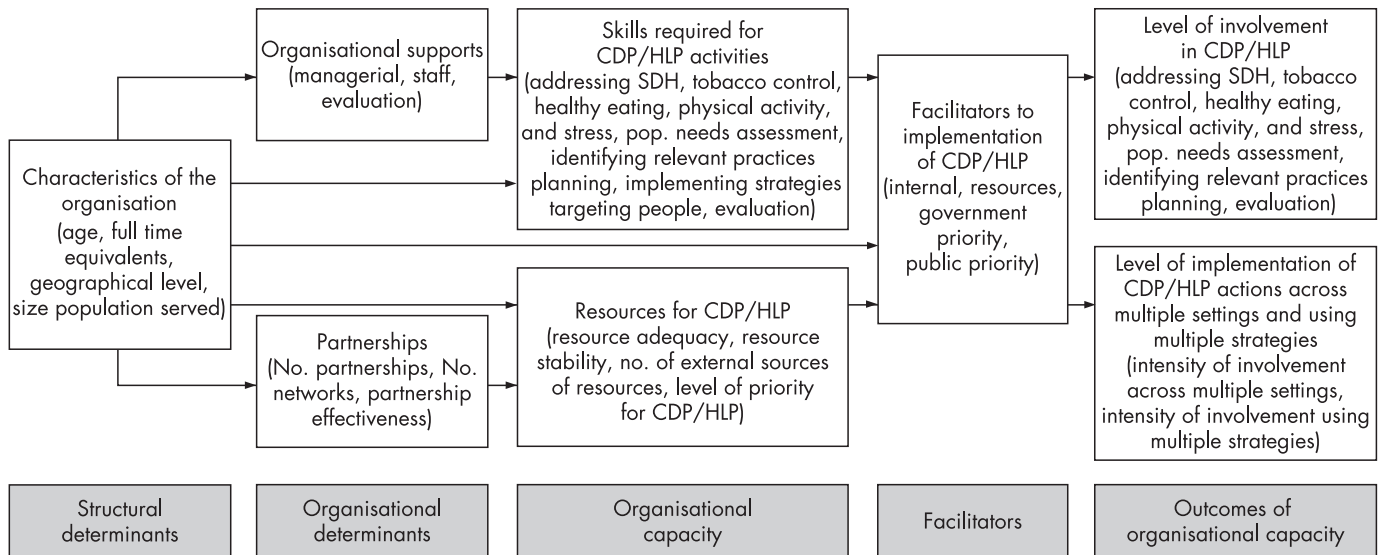 Characteristics of the
organisation
(age, full time
equivalents,
geographical level,
size population served)
Organisational supports
(managerial, staff,
evaluation)
Partnerships
(No. partnerships, No.
networks, partnership
effectiveness)
Skills required for
CDP/HLP activities
(addressing SDH, tobacco control,
healthy eating, physical activity,
and stress, pop. needs assessment,
identifying relevant practices
planning, implementing strategies
targeting people, evaluation)
Resources for CDP/HLP
(resource adequacy, resource
stability, no. of external sources
of resources, level of priority
for CDP/HLP)
Facilitators to
implementation
of CDP/HLP
(internal, resources,
government
priority,
public priority)
Level of involvement
in CDP/HLP
(addressing SDH, tobacco
control, healthy eating,
physical activity, and stress,
pop. needs assessment,
identifying relevant practices
planning, evaluation)
Level of implementation of
CDP/HLP actions across
multiple settings and using
multiple strategies
(intensity of involvement
across multiple settings,
intensity of involvement using
multiple strategies)
Structural
determinants
Organisational
determinants
Organisational
capacity
Facilitators
Outcomes of
organisational capacity